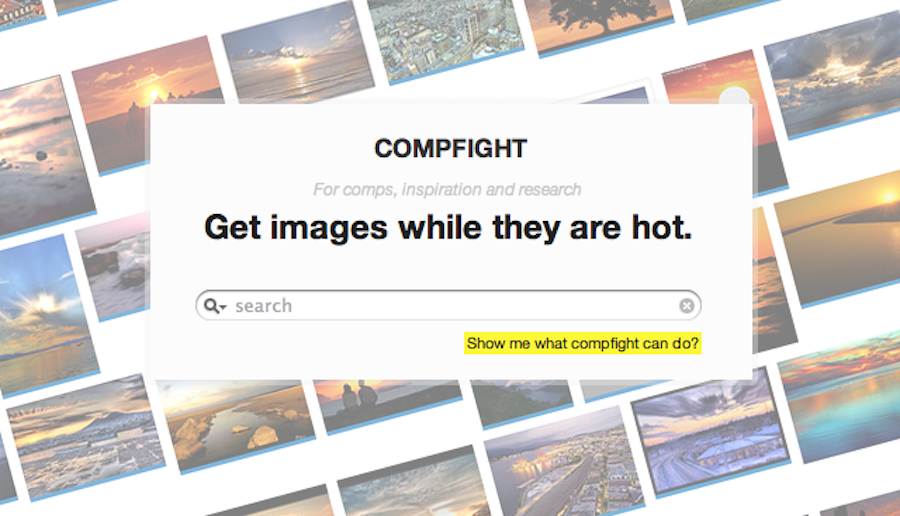 COMPFIGHT
For comps, inspiration and research
Get images while they are hot.
search
Show me what compfight can do?